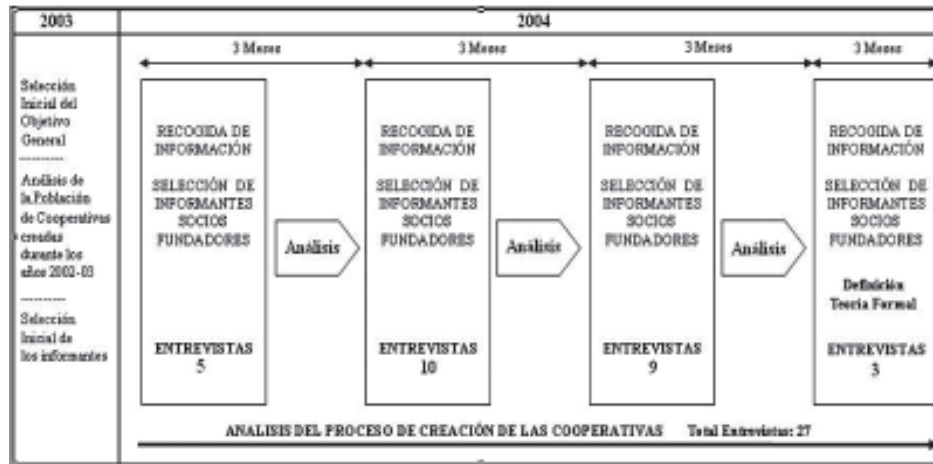 2003
2004
Selección
Inicial del
Objetivo
General
----------
Análisis de
la Población
de Cooperativas
creadas
durante los
años 2002-03
----------
Selección
Inicial de
los informantes
3 Meses
RECOGIDA DE
INFORMACIÓN
SELECCIÓN DE
INFORMANTES
SOCIOS
FUNDADORES
ENTREVISTAS
5
Análisis
3 Meses
RECOGIDA DE
INFORMACIÓN
SELECCIÓN DE
INFORMANTES
SOCIOS
FUNDADORES
ENTREVISTAS
10
Análisis
3 Meses
RECOGIDA DE
INFORMACIÓN
SELECCIÓN DE
INFORMANTES
SOCIOS
FUNDADORES
ENTREVISTAS
9
Análisis
3 Meses
RECOGIDA DE
INFORMACIÓN
SELECCIÓN DE
INFORMANTES
SOCIOS
FUNDADORES
Definición
Teoría Formal
ENTREVISTAS
3
ANALISIS DEL PROCESO DE CREACIÓN DE LAS COOPERATIVAS Total Entrevistas: 27